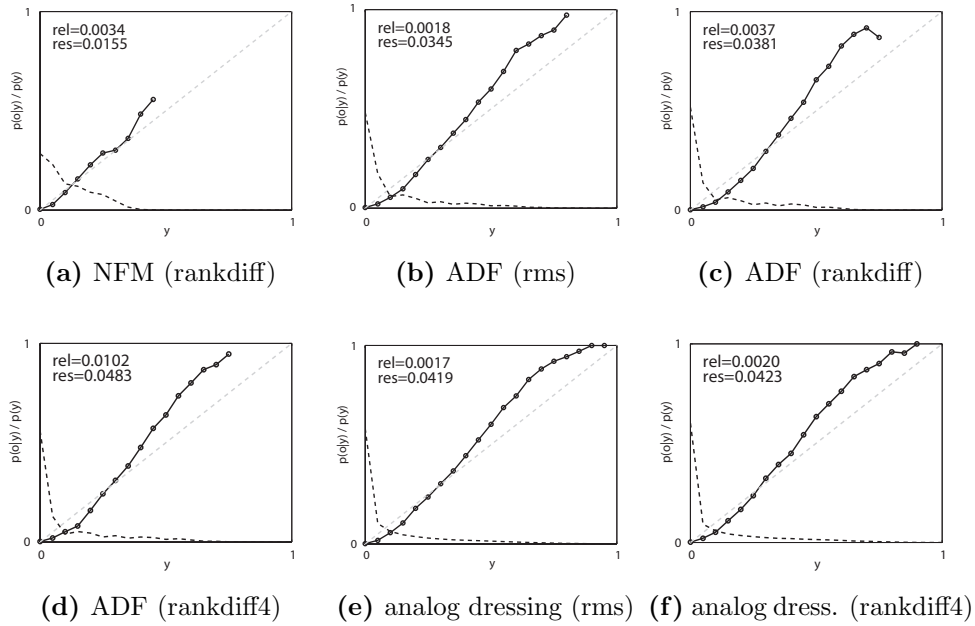 1
rel=0.0034
res=0.0155
p(o|y) / p(y)
0
0
y
1
(a) NFM (rankdiff)
1
rel=0.0018
res=0.0345
p(o|y) / p(y)
0
0
y
1
(b) ADF (rms)
1
rel=0.0037
res=0.0381
p(o|y) / p(y)
0
0
y
1
(c) ADF (rankdiff)
1
rel=0.0102
res=0.0483
p(o|y) / p(y)
0
0
y
1
(d) ADF (rankdiff4)
1
rel=0.0017
res=0.0419
p(o|y) / p(y)
0
0
y
1
(e) analog dressing (rms)
1
rel=0.0020
res=0.0423
p(o|y) / p(y)
0
0
y
1
(f) analog dress. (rankdiff4)